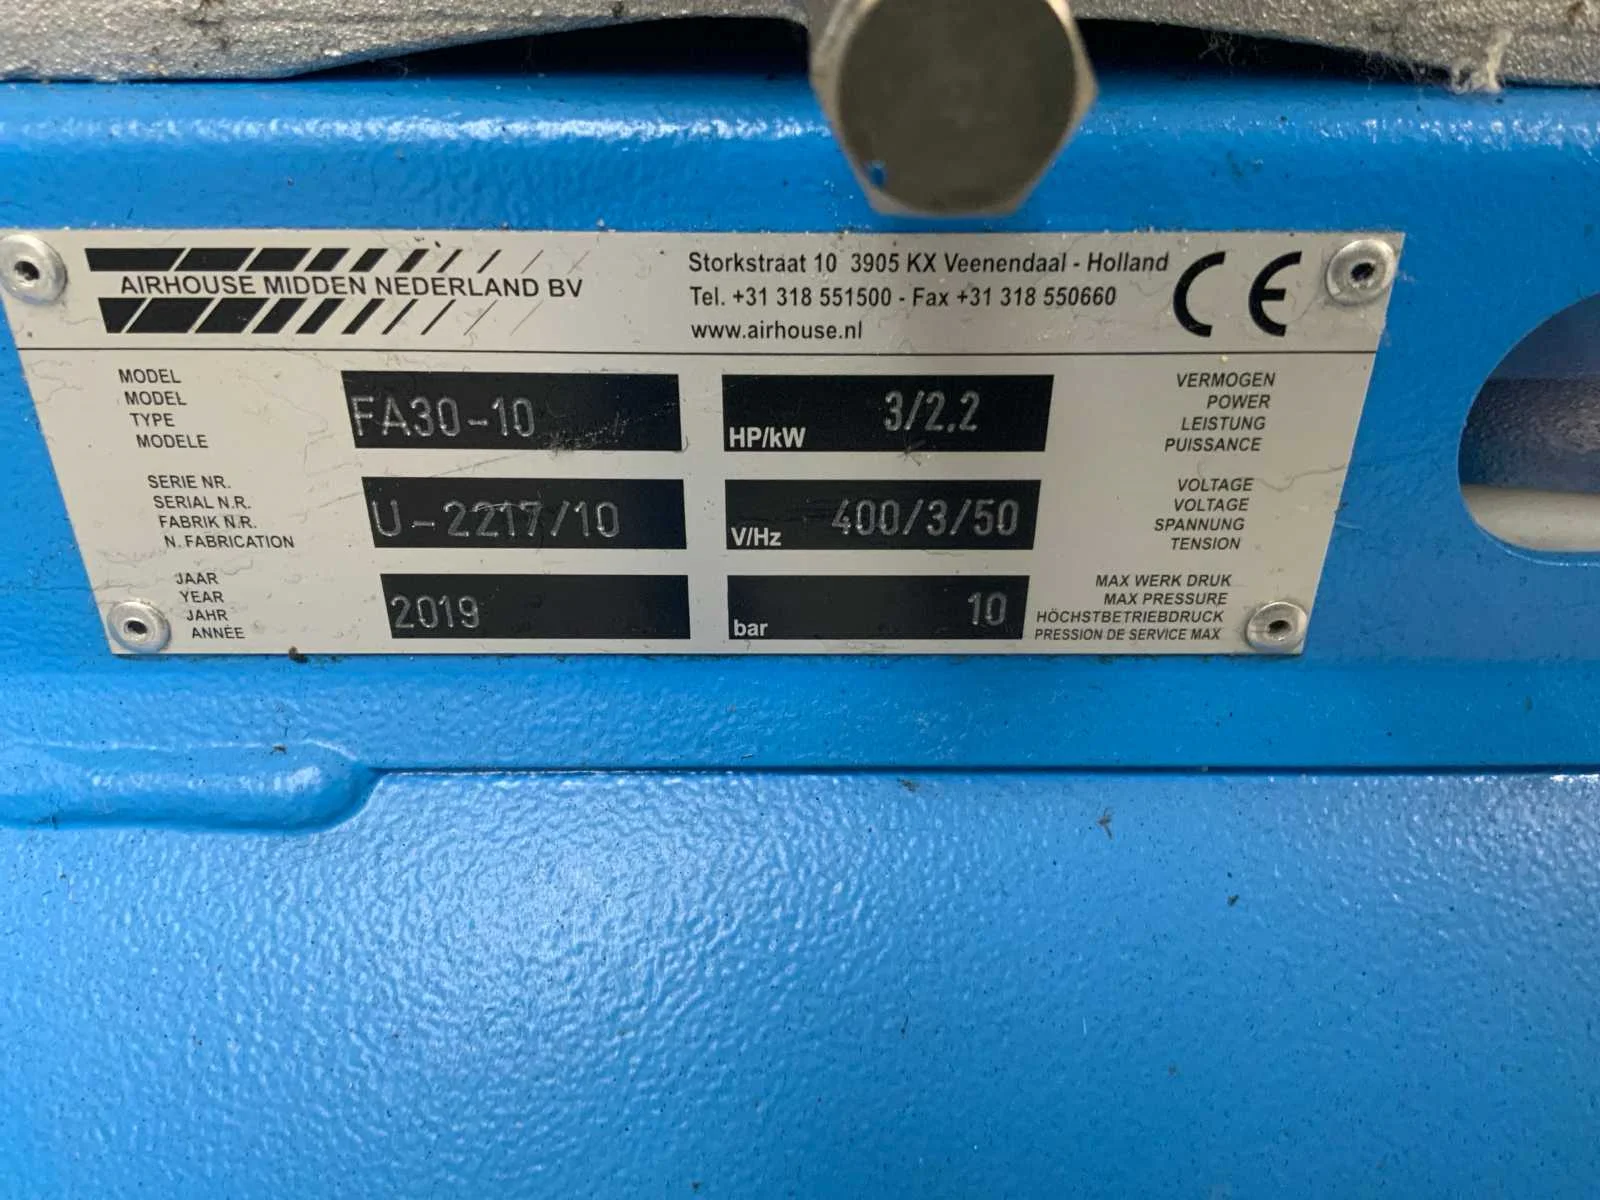 AIRHOUSE MIDDEN NEDERLAND BV
Storkstraat 10 3905 KX Veenendaal - Holland
Tel. +31 318 551500 - Fax +31 318 550660
www.airhouse.nl
CE
MODEL
MODEL
TYPE
MODELE
FA30-10
HP/kW 3/2.2
VERMOGEN
POWER
LEISTUNG
PUISSANCE
SERIE NR.
SERIAL N.R.
FABRIK N.R.
N. FABRICATION
U-2217/10
V/Hz 400/3/50
VOLTAGE
VOLTAGE
SPANNUNG
TENSION
JAAR
YEAR
JAHR
ANNÉE
2019
bar 10
MAX WERK DRUK
MAX PRESSURE
HÖCHSTBETRIEBDRUCK
PRESSION DE SERVICE MAX